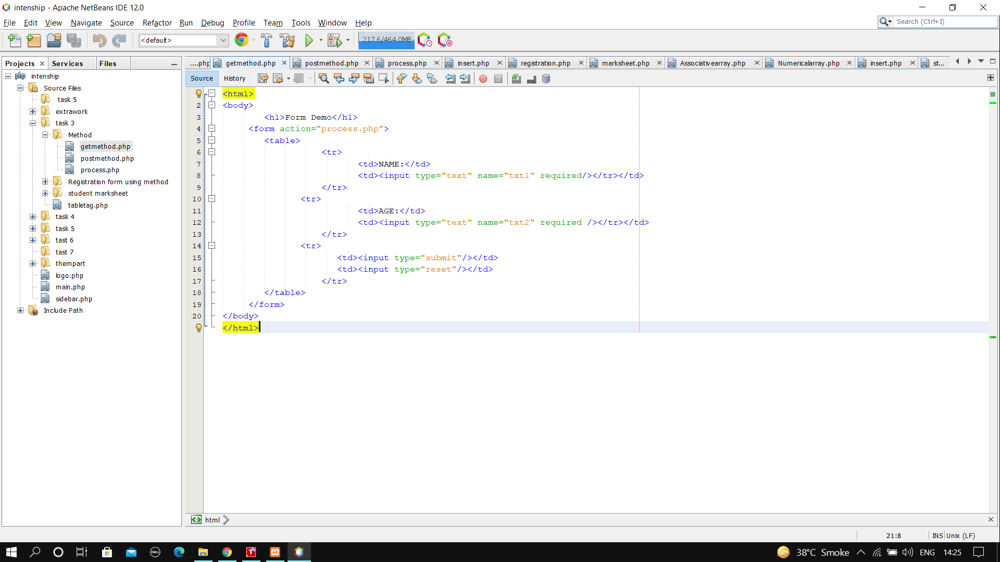 intenship - Apache NetBeans IDE 12.0
File Edit View Navigate Source Refactor Run Debug Profile Team Tools Window Help
Search (Ctrl+I)
<default>
217.6/464.0MB
Projects Services Files
....php getmethod.php postmethod.php process.php insert.php registration.php marksheet.php Associativearray.php Numericalarray.php insert.php st...
Source History
intenship
Source Files
task 5
extrawork
task 3
Method
getmethod.php
postmethod.php
process.php
Registration form using method
student marksheet
tabletag.php
task 4
task 5
tast 6
tast 7
thempart
logo.php
main.php
sidebar.php
Include Path
<html>
2 <body>
3 <h1>Form Demo</h1>
4 <form action="process.php">
5 <table>
6 <tr>
7 <td>NAME:</td>
8 <td><input type="text" name="txt1" required/></tr></td>
9 </tr>
10 <tr>
11 <td>AGE:</td>
12 <td><input type="text" name="txt2" required /></tr></td>
13 </tr>
14 <tr>
15 <td><input type="submit"/></td>
16 <td><input type="reset"/></td>
17 </tr>
18 </table>
19 </form>
20 </body>
</html>
html
21:8 INS Unix (LF)
DELL
38°C Smoke ENG 14:25